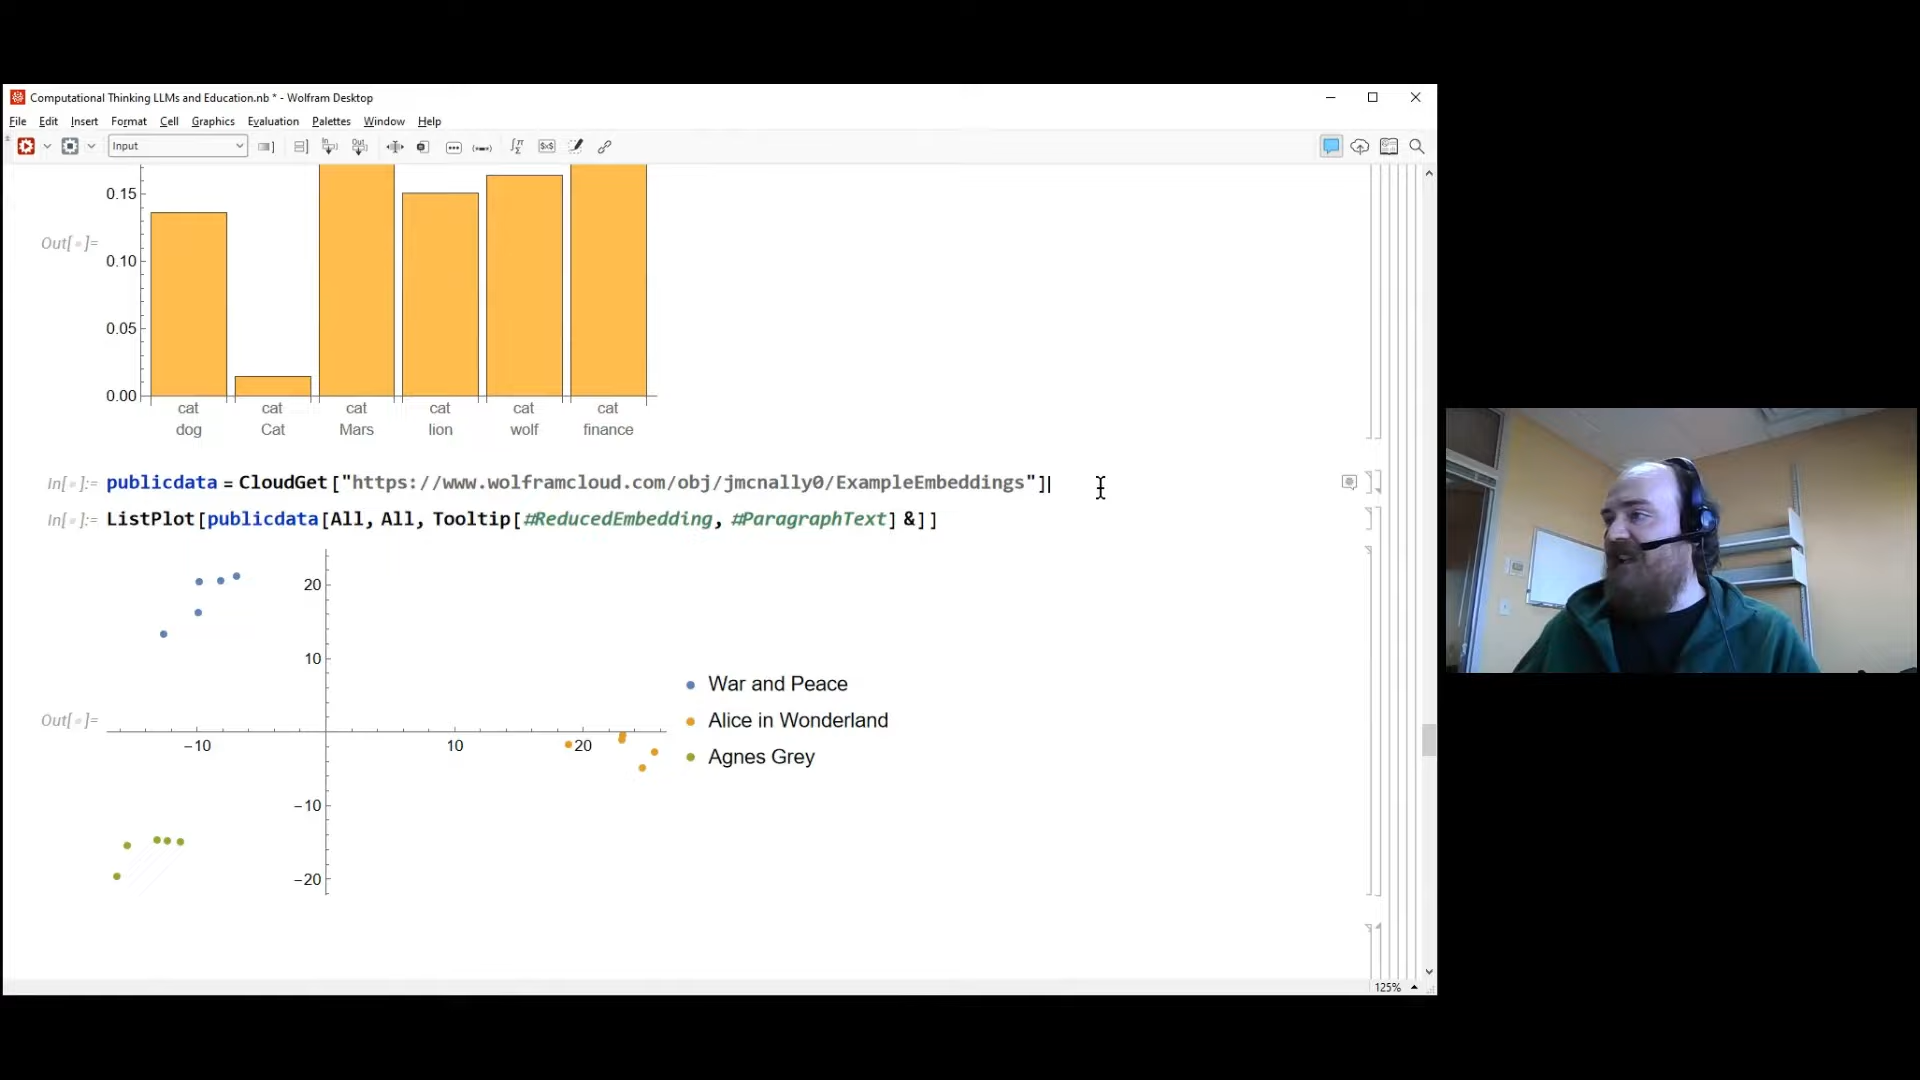 Computational Thinking LLMs and Education.nb * - Wolfram Desktop
File Edit Insert Format Cell Graphics Evaluation Palettes Window Help
Input
0.15
Out[ ]=
0.10
0.05
0.00
cat cat cat cat cat cat
dog Cat Mars lion wolf finance
In[ ]:= publicdata = CloudGet["https://www.wolframcloud.com/obj/jmcnally0/ExampleEmbeddings"]
In[ ]:= ListPlot[publicdata[All, All, Tooltip[#ReducedEmbedding, #ParagraphText] &]]
20
10
War and Peace
Out[ ]=
Alice in Wonderland
-10 10 20
Agnes Grey
-10
-20
125%